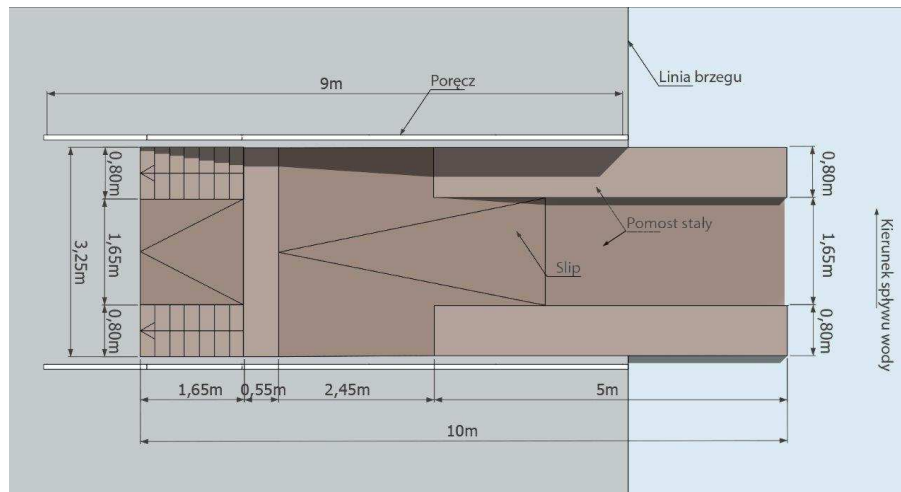 Poręcz
Linia brzegu
9m
0,80m
0,80m
Pomost stały
1,65m
3,25m
1,65m
Slip
Kierunek spływu wody
0,80m
0,80m
1,65m
0,55m
2,45m
5m
10m